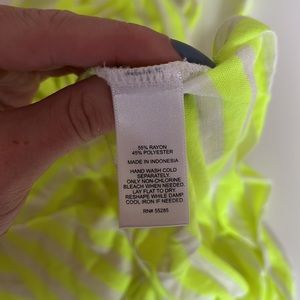 55% RAYON
45% POLYESTER
MADE IN INDONESIA
HAND WASH COLD
SEPARATELY.
ONLY NON-CHLORINE
BLEACH WHEN NEEDED.
LAY FLAT TO DRY.
RESHAPE WHILE DAMP
COOL IRON IF NEEDED.
RN# 55285